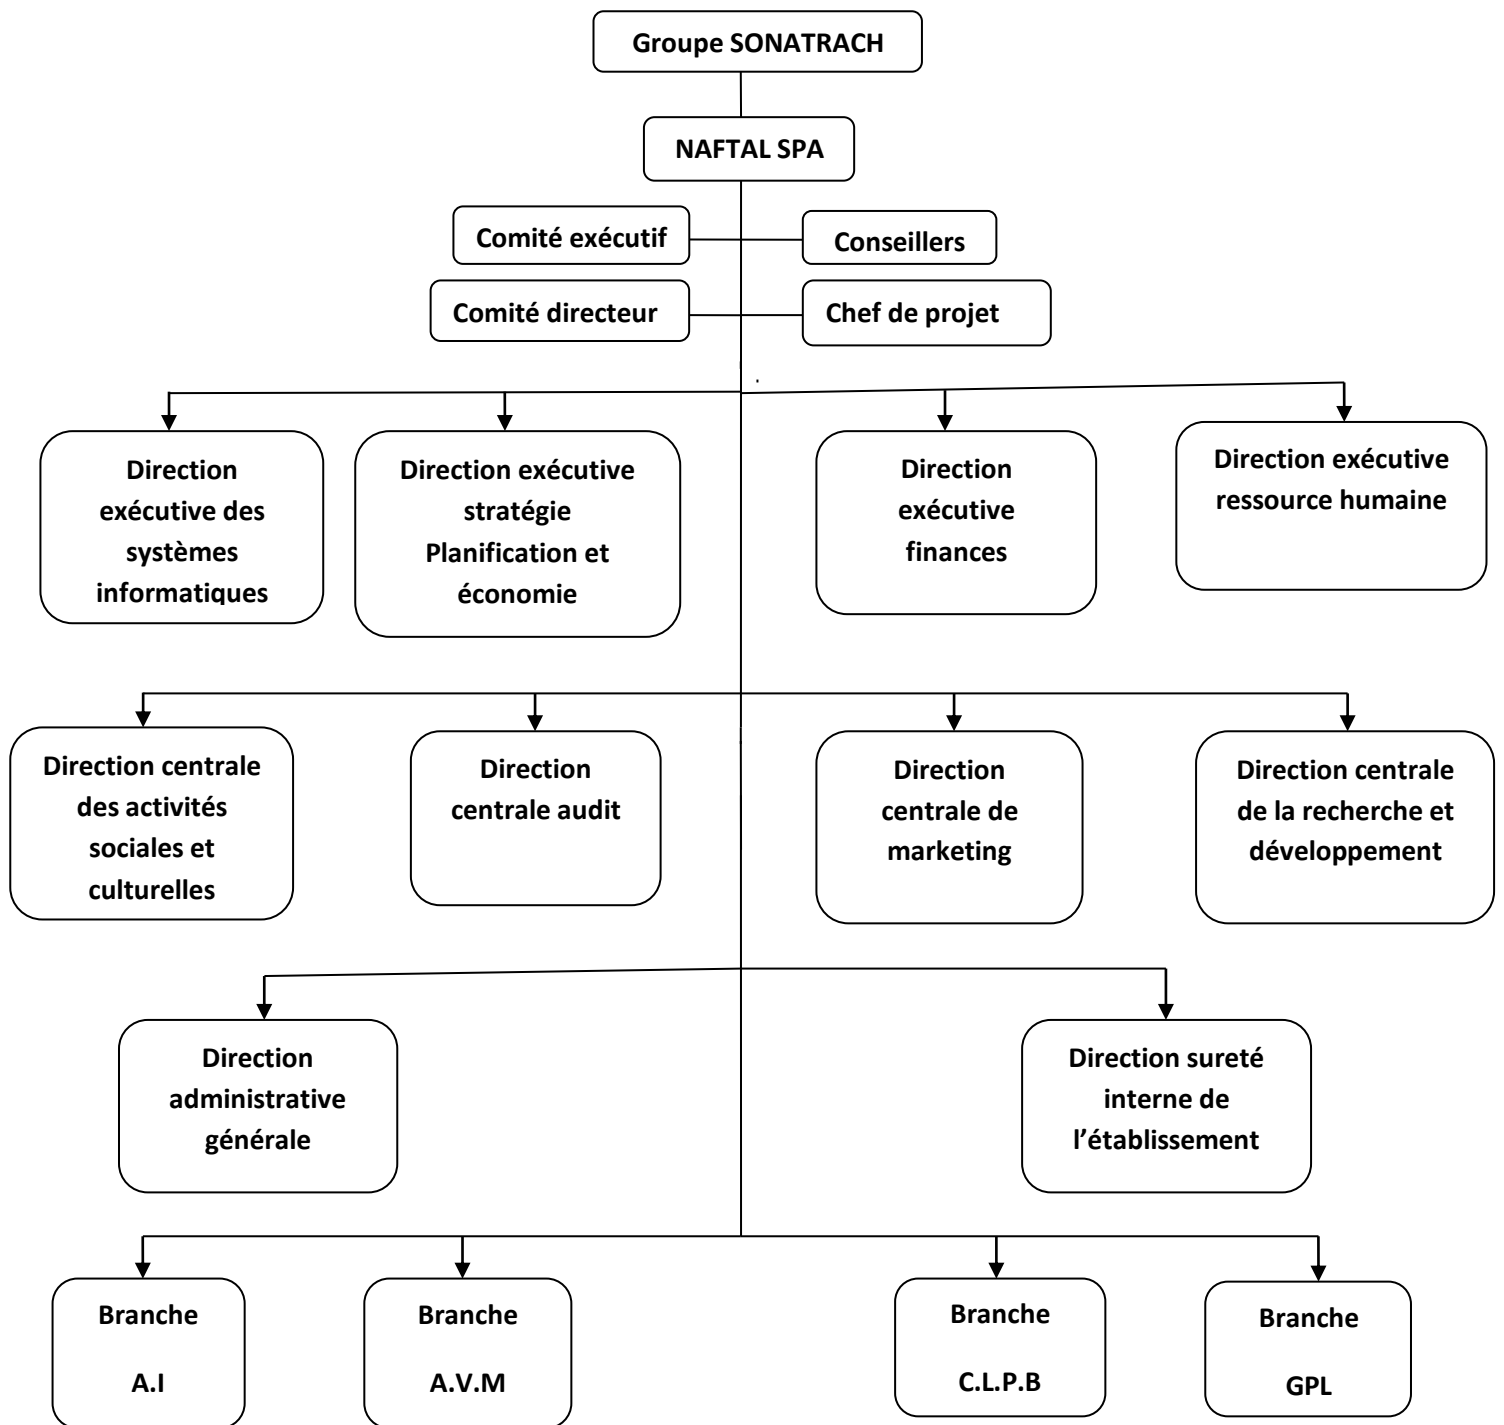 Groupe SONATRACH
NAFTAL SPA
Comité exécutif
Conseillers
Comité directeur
Chef de projet
Direction
exécutive des
systèmes
informatiques
Direction exécutive
stratégie
Planification et
économie
Direction
exécutive
finances
Direction exécutive
ressource humaine
Direction centrale
des activités
sociales et
culturelles
Direction
centrale audit
Direction
centrale de
marketing
Direction centrale
de la recherche et
développement
Direction
administrative
générale
Direction sureté
interne de
l’établissement
Branche
A.I
Branche
A.V.M
Branche
C.L.P.B
Branche
GPL